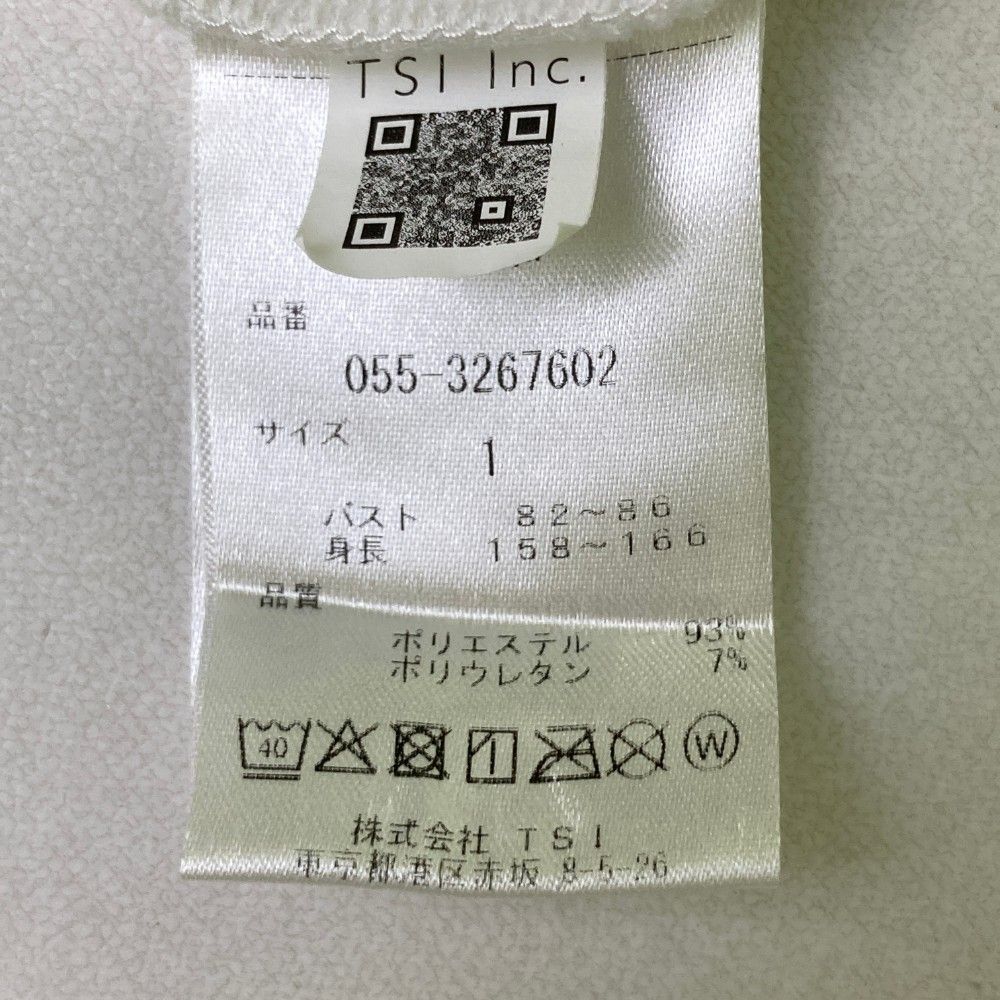 TSI Inc.
品番
055-3267602
サイズ
1
バスト 82～86
身長 158～166
品質
ポリエステル 93%
ポリウレタン 7%
40 W
株式会社 TSI
東京都港区赤坂 8-5-26